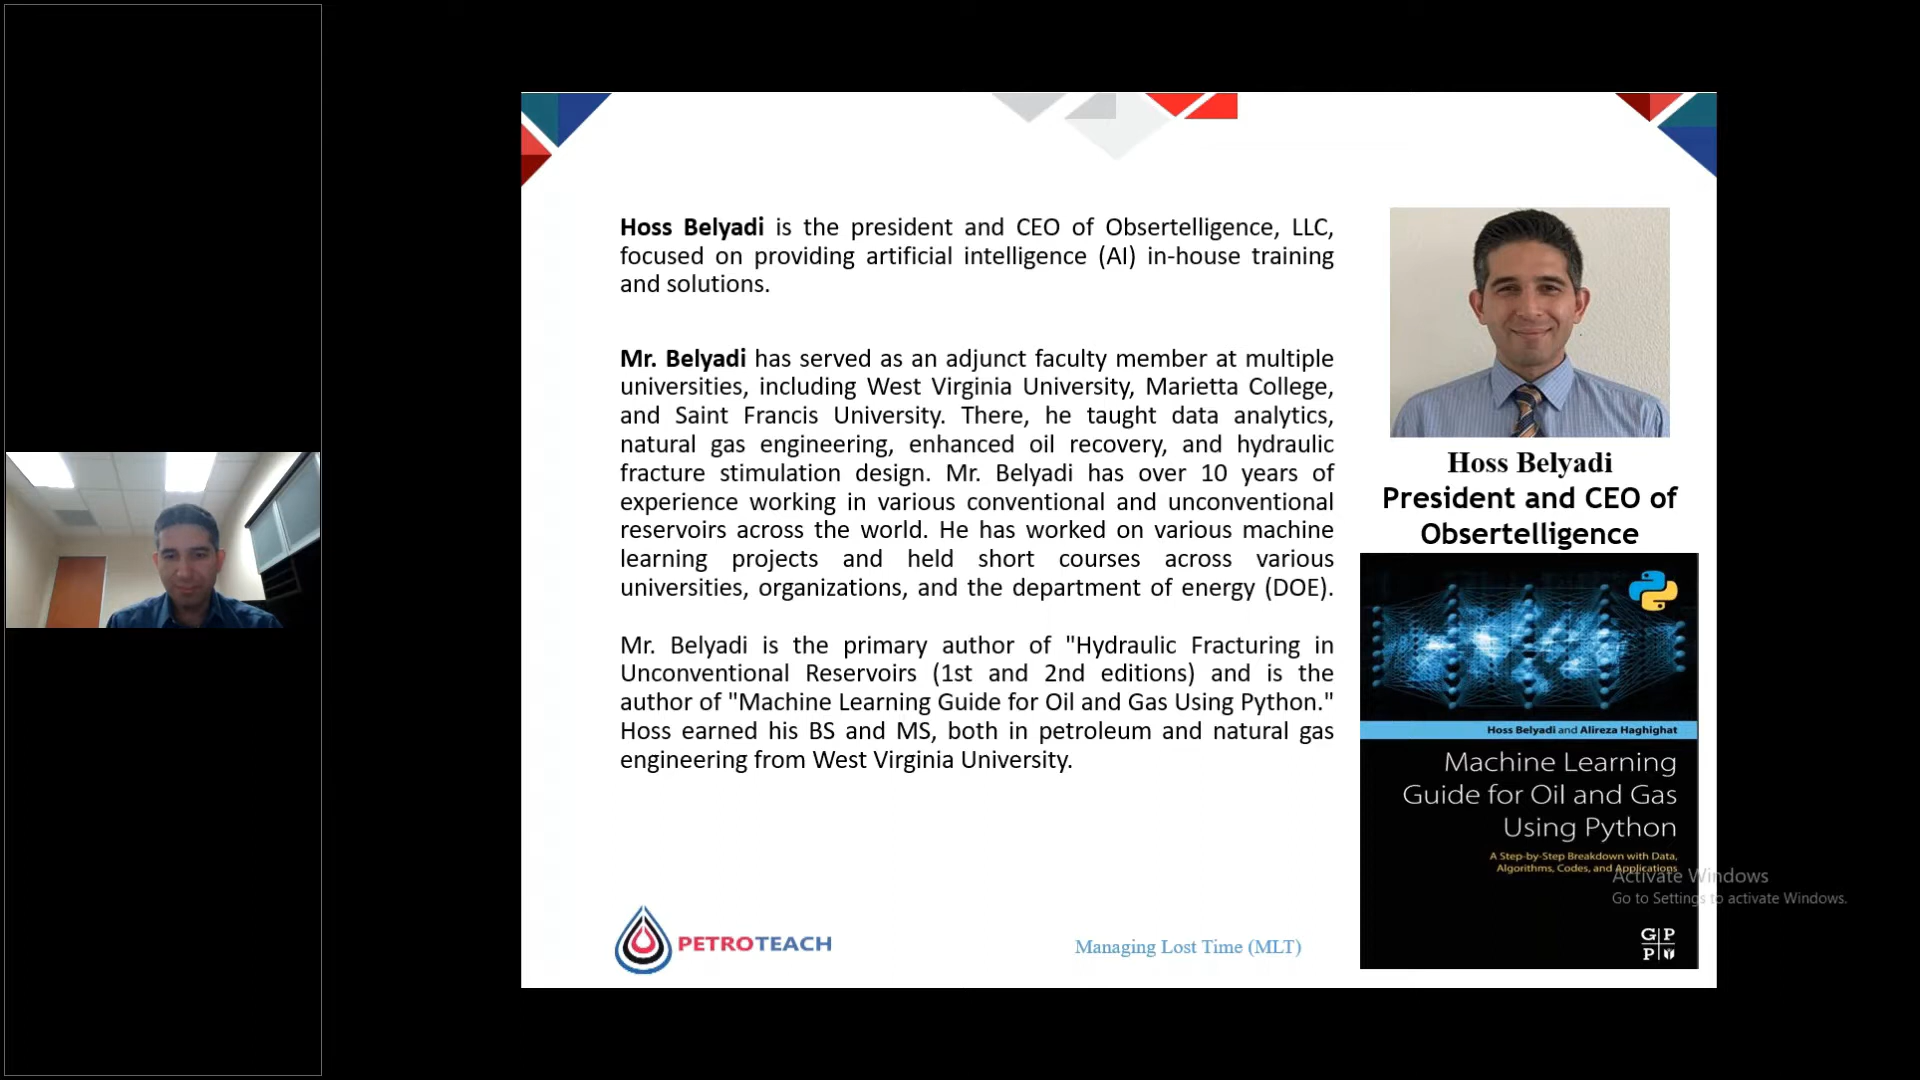 Hoss Belyadi is the president and CEO of Obsertelligence, LLC,
focused on providing artificial intelligence (AI) in-house training
and solutions.
Mr. Belyadi has served as an adjunct faculty member at multiple
universities, including West Virginia University, Marietta College,
and Saint Francis University. There, he taught data analytics,
natural gas engineering, enhanced oil recovery, and hydraulic
fracture stimulation design. Mr. Belyadi has over 10 years of
experience working in various conventional and unconventional
reservoirs across the world. He has worked on various machine
learning projects and held short courses across various
universities, organizations, and the department of energy (DOE).
Mr. Belyadi is the primary author of "Hydraulic Fracturing in
Unconventional Reservoirs (1st and 2nd editions) and is the
author of "Machine Learning Guide for Oil and Gas Using Python."
Hoss earned his BS and MS, both in petroleum and natural gas
engineering from West Virginia University.
Hoss Belyadi
President and CEO of
Obsertelligence
Hoss Belyadi and Alireza Haghighat
Machine Learning
Guide for Oil and Gas
Using Python
A Step-by-Step Breakdown with Data,
Algorithms, Codes, and Applications
Activate Windows
Go to Settings to activate Windows.
G P
P
PETROTEACH
Managing Lost Time (MLT)